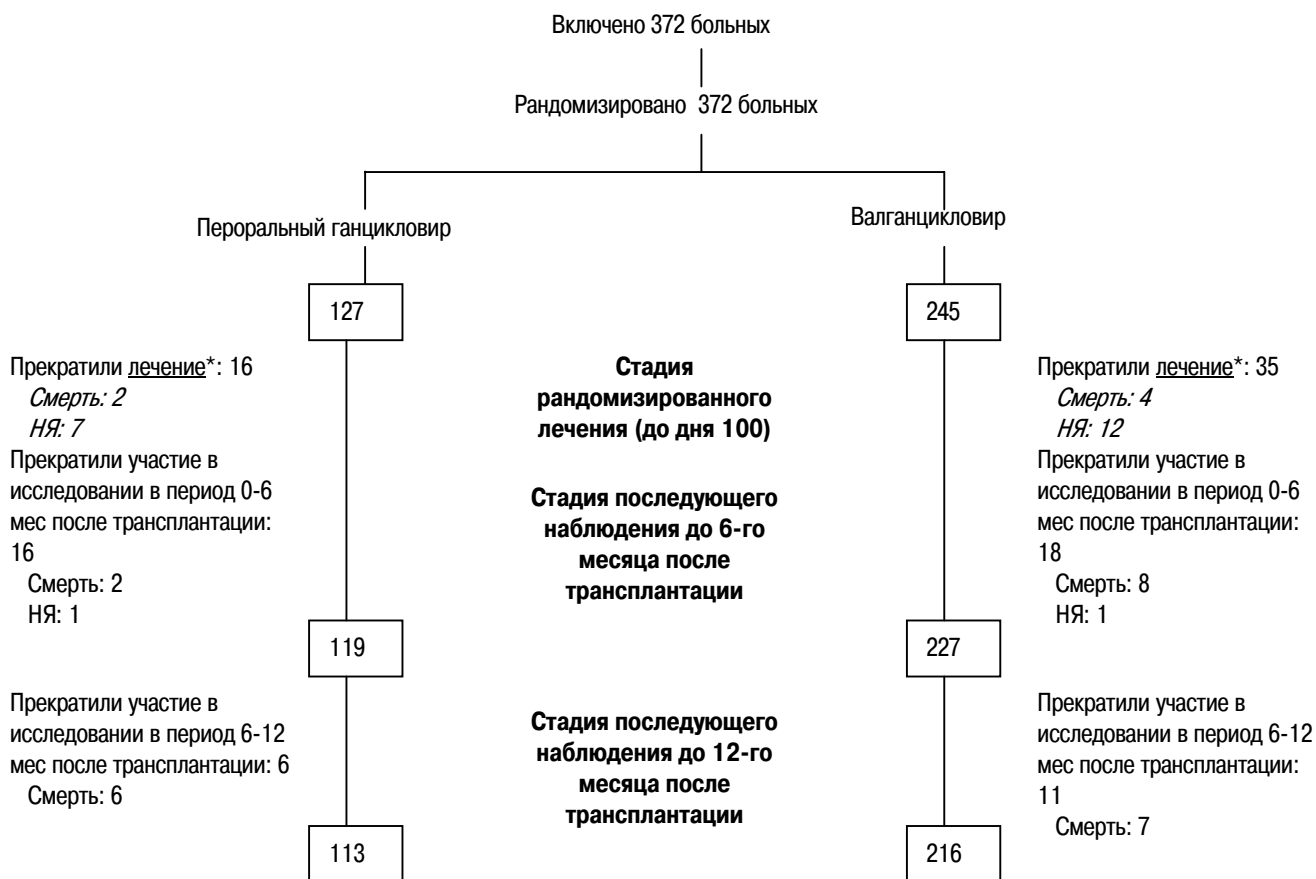 Включено 372 больных
Рандомизировано 372 больных
Пероральный ганцикловир
Валганцикловир
127
245
Прекратили лечение*: 16
Смерть: 2
НЯ: 7
Прекратили участие в
исследовании в период 0-6
мес после трансплантации:
16
Смерть: 2
НЯ: 1
Стадия
рандомизированного
лечения (до дня 100)
Стадия последующего
наблюдения до 6-го
месяца после
трансплантации
Прекратили лечение*: 35
Смерть: 4
НЯ: 12
Прекратили участие в
исследовании в период 0-6
мес после трансплантации:
18
Смерть: 8
НЯ: 1
119
227
Прекратили участие в
исследовании в период 6-12
мес после трансплантации: 6
Смерть: 6
Стадия последующего
наблюдения до 12-го
месяца после
трансплантации
Прекратили участие в
исследовании в период 6-12
мес после трансплантации:
11
Смерть: 7
113
216